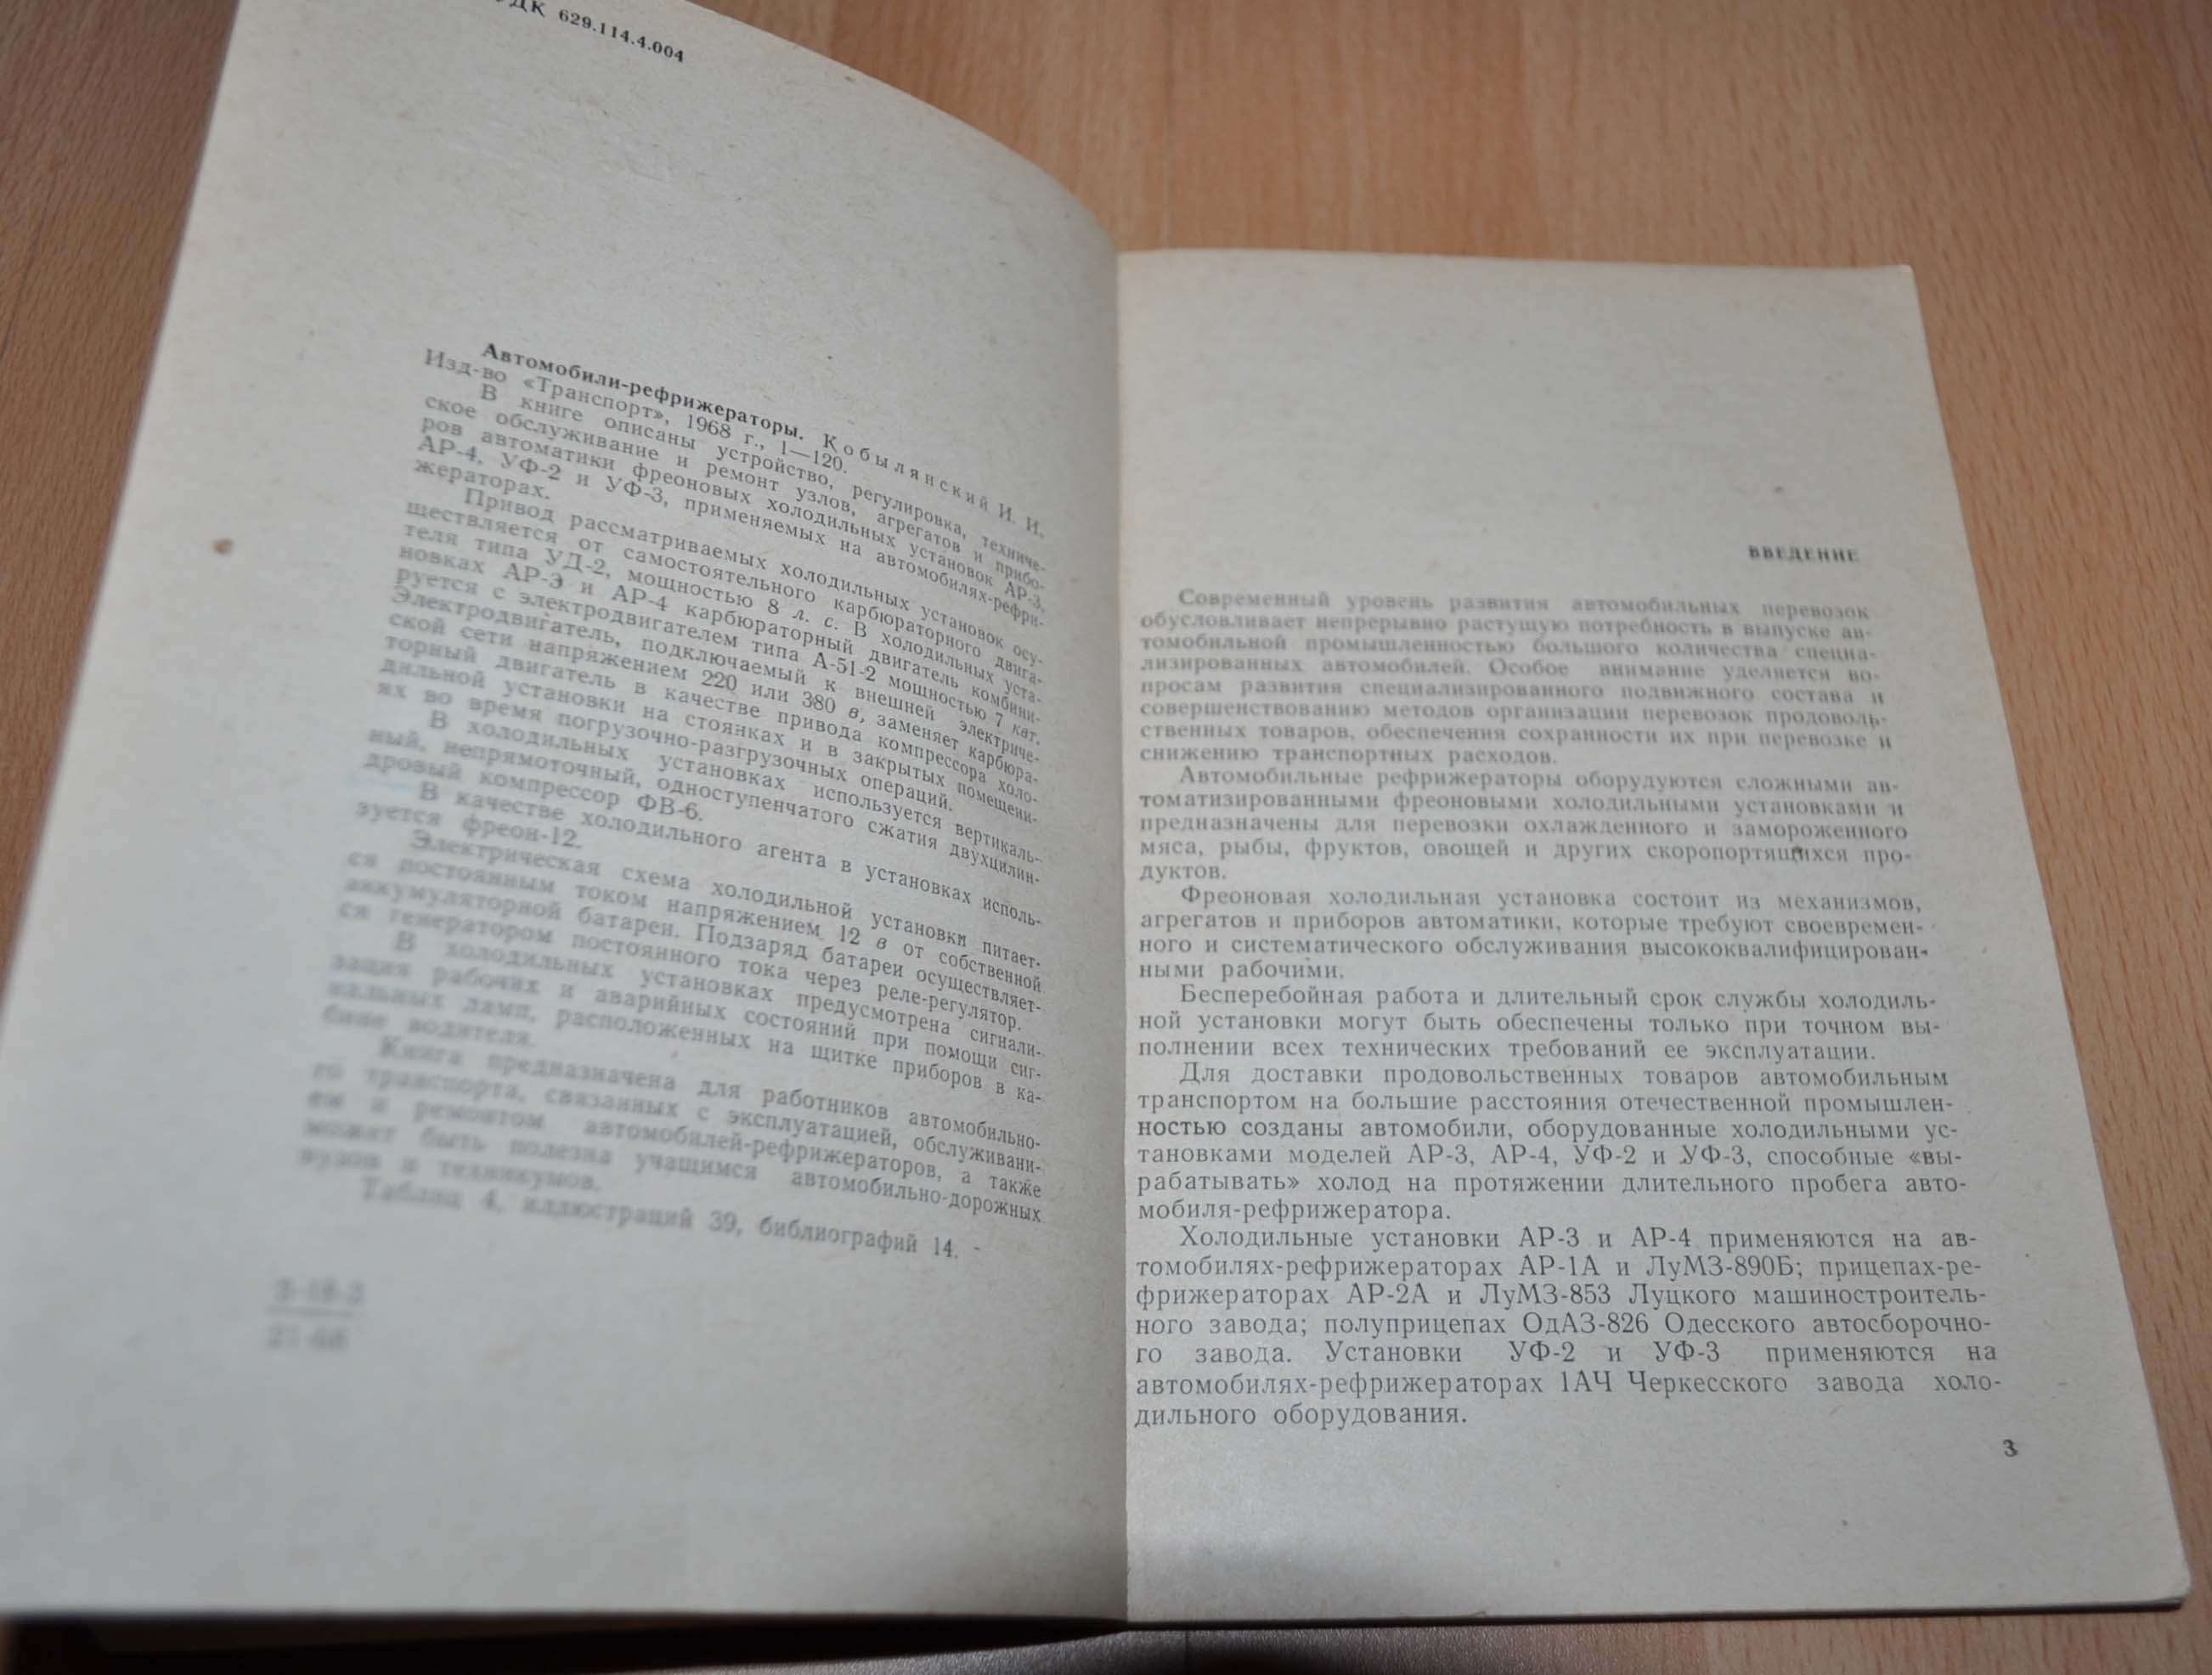 УДК 629.114.4.004
Автомобили-рефрижераторы. Кобылянский И. И.
Изд-во «Транспорт», 1968 г., 1—120.
В книге описаны устройство, регулировка, техниче-
ское обслуживание и ремонт узлов, агрегатов и прибо-
ров автоматики фреоновых холодильных установок АР-3,
АР-4, УФ-2 и УФ-3, применяемых на автомобилях-рефри-
жераторах.
Привод рассматриваемых холодильных установок осу-
ществляется от самостоятельного карбюраторного двига-
теля типа УД-2, мощностью 8 л. с. В холодильных уста-
новках АР-Э и АР-4 карбюраторный двигатель комбини-
руется с электродвигателем типа А-51-2 мощностью 7 квт.
Электродвигатель, подключаемый к внешней электриче-
ской сети напряжением 220 или 380 в, заменяет карбюра-
торный двигатель в качестве привода компрессора холо-
дильной установки на стоянках и в закрытых помещени-
ях во время погрузочно-разгрузочных операций.
В холодильных установках используется вертикаль-
ный, непрямоточный, одноступенчатого сжатия двухцилин-
дровый компрессор ФВ-6.
В качестве холодильного агента в установках исполь-
зуется фреон-12.
Электрическая схема холодильной установки питает-
ся постоянным током напряжением 12 в от собственной
аккумуляторной батареи. Подзаряд батареи осуществляет-
ся генератором постоянного тока через реле-регулятор.
В холодильных установках предусмотрена сигнали-
зация рабочих и аварийных состояний при помощи сиг-
нальных ламп, расположенных на щитке приборов в ка-
бине водителя.
Книга предназначена для работников автомобильно-
го транспорта, связанных с эксплуатацией, обслуживани-
ем и ремонтом автомобилей-рефрижераторов, а также
может быть полезна учащимся автомобильно-дорожных
вузов и техникумов.
Таблиц 4, иллюстраций 39, библиографий 14.
ВВЕДЕНИЕ
Современный уровень развития автомобильных перевозок
обусловливает непрерывно растущую потребность в выпуске ав-
томобильной промышленностью большого количества специа-
лизированных автомобилей. Особое внимание уделяется во-
просам развития специализированного подвижного состава и
совершенствованию методов организации перевозок продоволь-
ственных товаров, обеспечения сохранности их при перевозке и
снижению транспортных расходов.
Автомобильные рефрижераторы оборудуются сложными ав-
томатизированными фреоновыми холодильными установками и
предназначены для перевозки охлажденного и замороженного
мяса, рыбы, фруктов, овощей и других скоропортящихся про-
дуктов.
Фреоновая холодильная установка состоит из механизмов,
агрегатов и приборов автоматики, которые требуют своевремен-
ного и систематического обслуживания высококвалифицирован-
ными рабочими.
Бесперебойная работа и длительный срок службы холодиль-
ной установки могут быть обеспечены только при точном вы-
полнении всех технических требований ее эксплуатации.
Для доставки продовольственных товаров автомобильным
транспортом на большие расстояния отечественной промышлен-
ностью созданы автомобили, оборудованные холодильными ус-
тановками моделей АР-3, АР-4, УФ-2 и УФ-3, способные «вы-
рабатывать» холод на протяжении длительного пробега авто-
мобиля-рефрижератора.
Холодильные установки АР-3 и АР-4 применяются на ав-
томобилях-рефрижераторах АР-1А и ЛуМЗ-890Б; прицепах-ре-
фрижераторах АР-2А и ЛуМЗ-853 Луцкого машиностроитель-
ного завода; полуприцепах ОдАЗ-826 Одесского автосборочно-
го завода. Установки УФ-2 и УФ-3 применяются на
автомобилях-рефрижераторах 1АЧ Черкесского завода холо-
дильного оборудования.
3